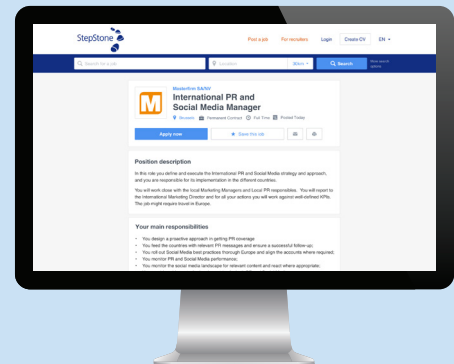 StepStone
Post a job
For recruiters
Login
Create CV
EN
Search for a job
Location
30km
Search
More search
options
Masterfirm SA/NV
International PR and
Social Media Manager
Brussels
Permanent Contract
Full Time
Posted Today
Apply now
Save this job
Position description
In this role you define and execute the International PR and Social Media strategy and approach,
and you are responsible for its implementation in the different countries.
You will work close with the local Marketing Managers and Local PR responsibles. You will report to
the International Marketing Director and for all your actions you will work against well-defined KPIs.
The job might require travel in Europe.
Your main responsibilities
• You design a proactive approach in getting PR coverage
• You feed the countries with relevant PR messages and ensure a successful follow-up;
• You roll out Social Media best practices thorough Europe and align the accounts where required;
• You monitor PR and Social Media performance;
• You monitor the social media landscape for relevant content and react where appropriate;